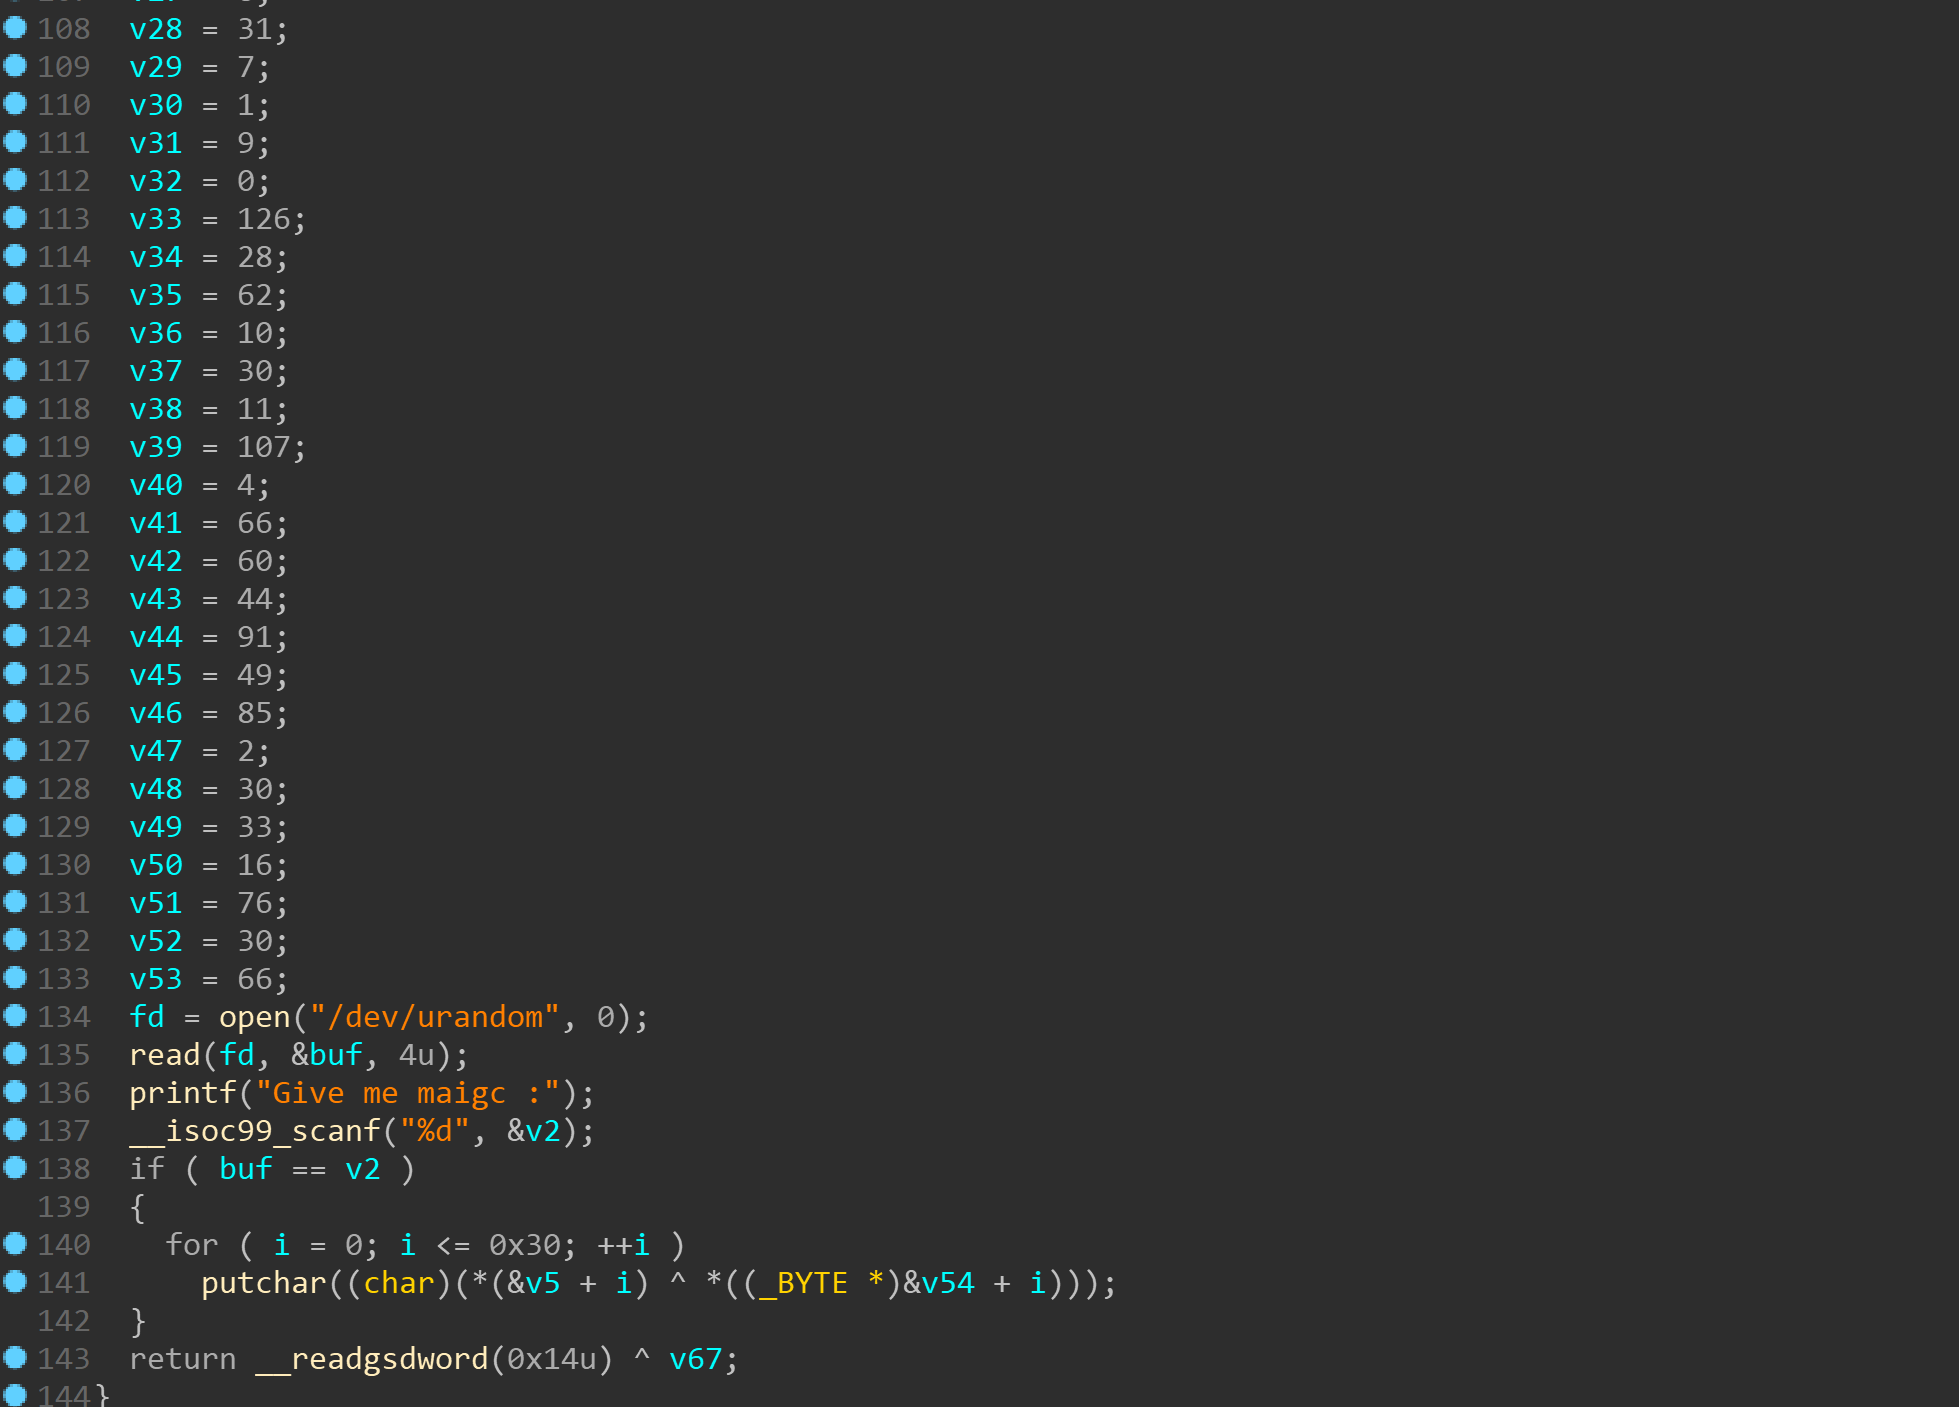 108 v28 = 31;
109 v29 = 7;
110 v30 = 1;
111 v31 = 9;
112 v32 = 0;
113 v33 = 126;
114 v34 = 28;
115 v35 = 62;
116 v36 = 10;
117 v37 = 30;
118 v38 = 11;
119 v39 = 107;
120 v40 = 4;
121 v41 = 66;
122 v42 = 60;
123 v43 = 44;
124 v44 = 91;
125 v45 = 49;
126 v46 = 85;
127 v47 = 2;
128 v48 = 30;
129 v49 = 33;
130 v50 = 16;
131 v51 = 76;
132 v52 = 30;
133 v53 = 66;
134 fd = open("/dev/urandom", 0);
135 read(fd, &buf, 4u);
136 printf("Give me maigc :");
137 __isoc99_scanf("%d", &v2);
138 if ( buf == v2 )
139 {
140 for ( i = 0; i <= 0x30; ++i )
141 putchar((char)(*(&v5 + i) ^ *((_BYTE *)&v54 + i)));
142 }
143 return __readgsdword(0x14u) ^ v67;
144 }